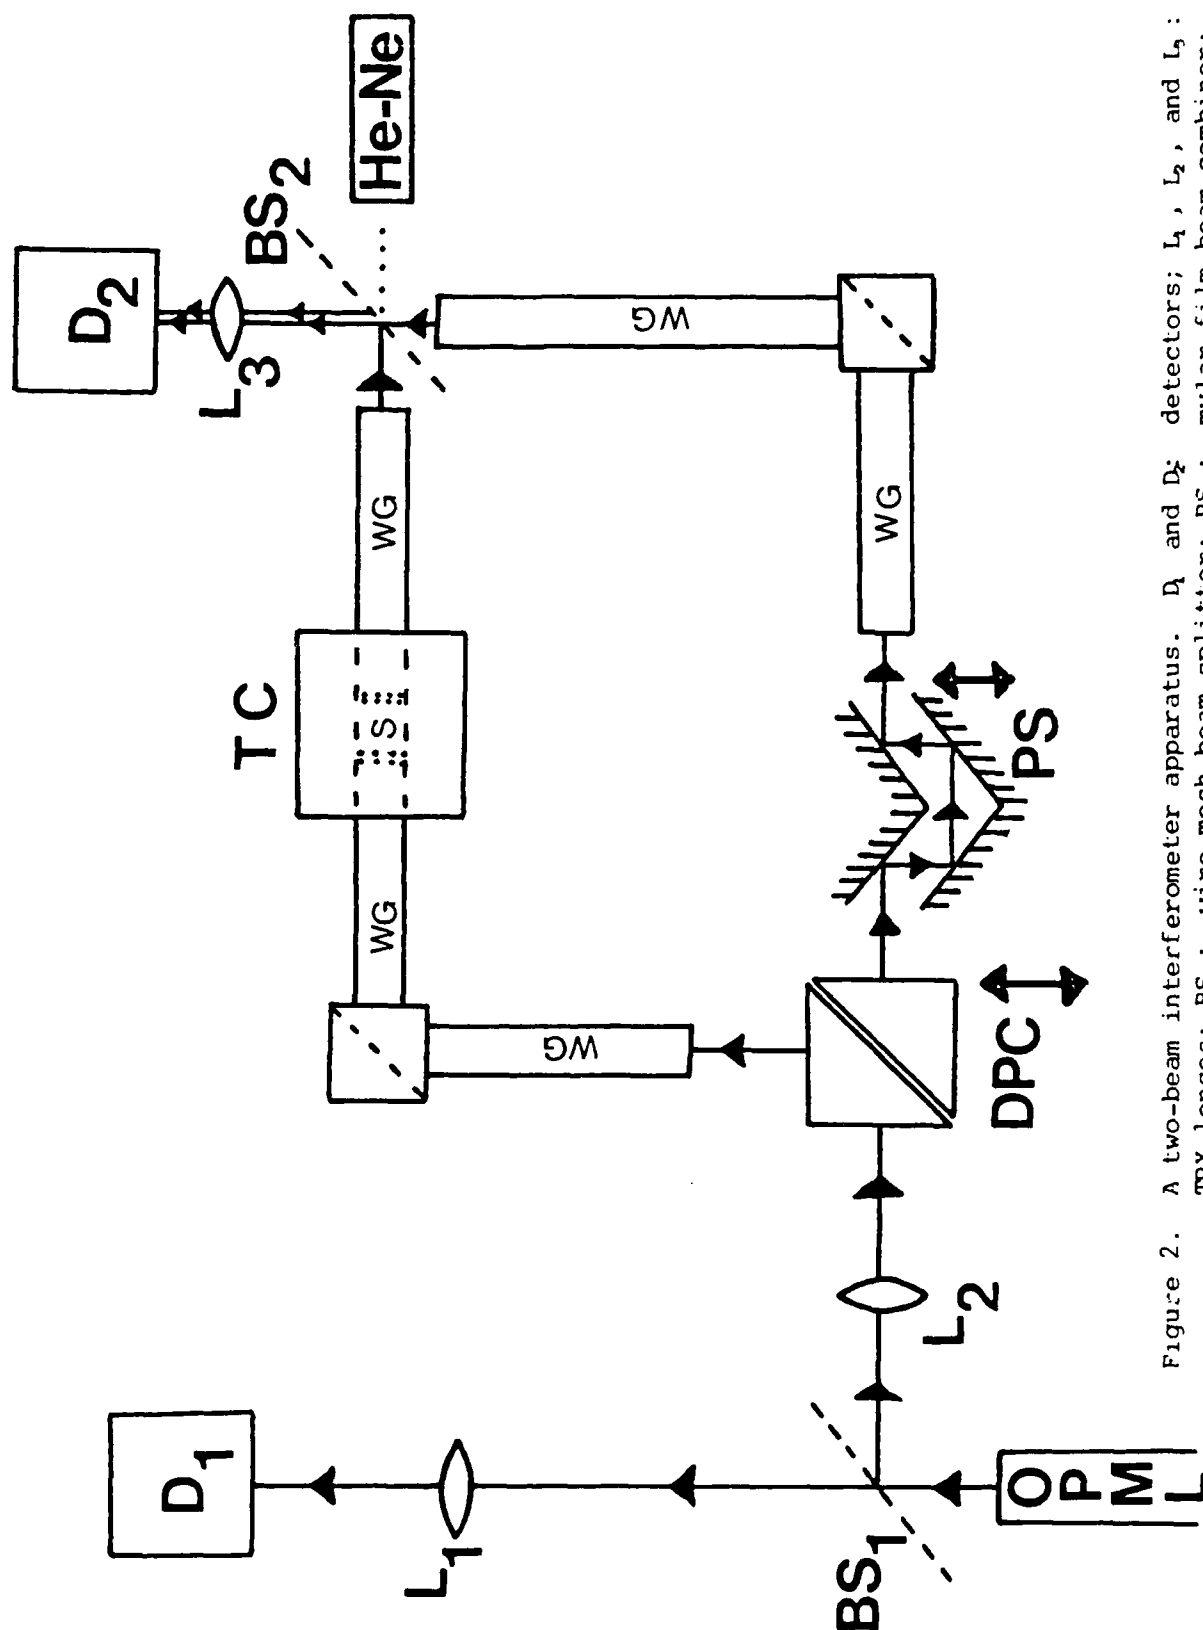 D2
L3
BS2
He-Ne
TC
WG
S
WG
WG
WG
WG
D1
L1
BS1
OPML
L2
DPC
PS
Figure 2. A two-beam interferometer apparatus. D1 and D2: detectors; L1, L2, and L3:
TPX lenses; BS1: Wire mesh beam splitter; BS2: mylar film beam combiner;